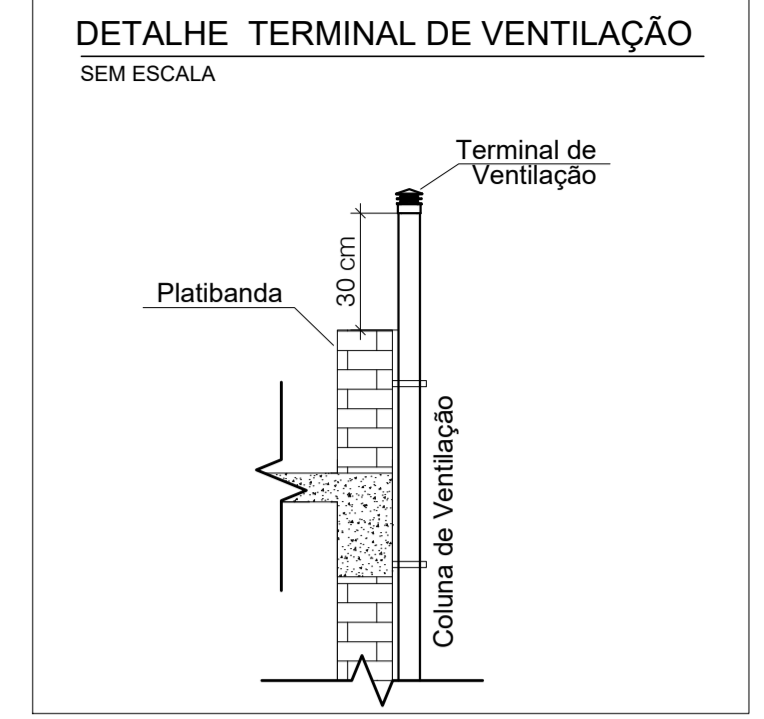 DETALHE TERMINAL DE VENTILAÇÃO
SEM ESCALA
Terminal de
Ventilação
Platibanda
30 cm
Coluna de Ventilação